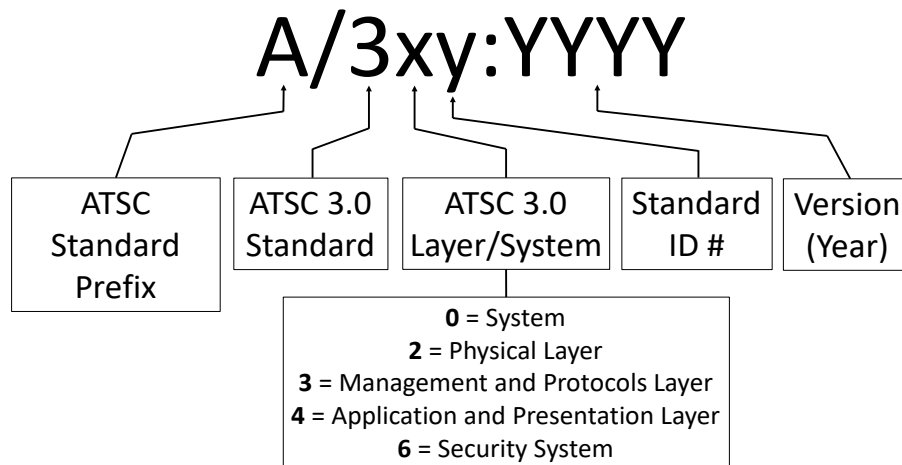 A/3xy:YYYY
ATSC
Standard
Prefix
ATSC 3.0
Standard
ATSC 3.0
Layer/System
Standard
ID #
Version
(Year)
0 = System
2 = Physical Layer
3 = Management and Protocols Layer
4 = Application and Presentation Layer
6 = Security System